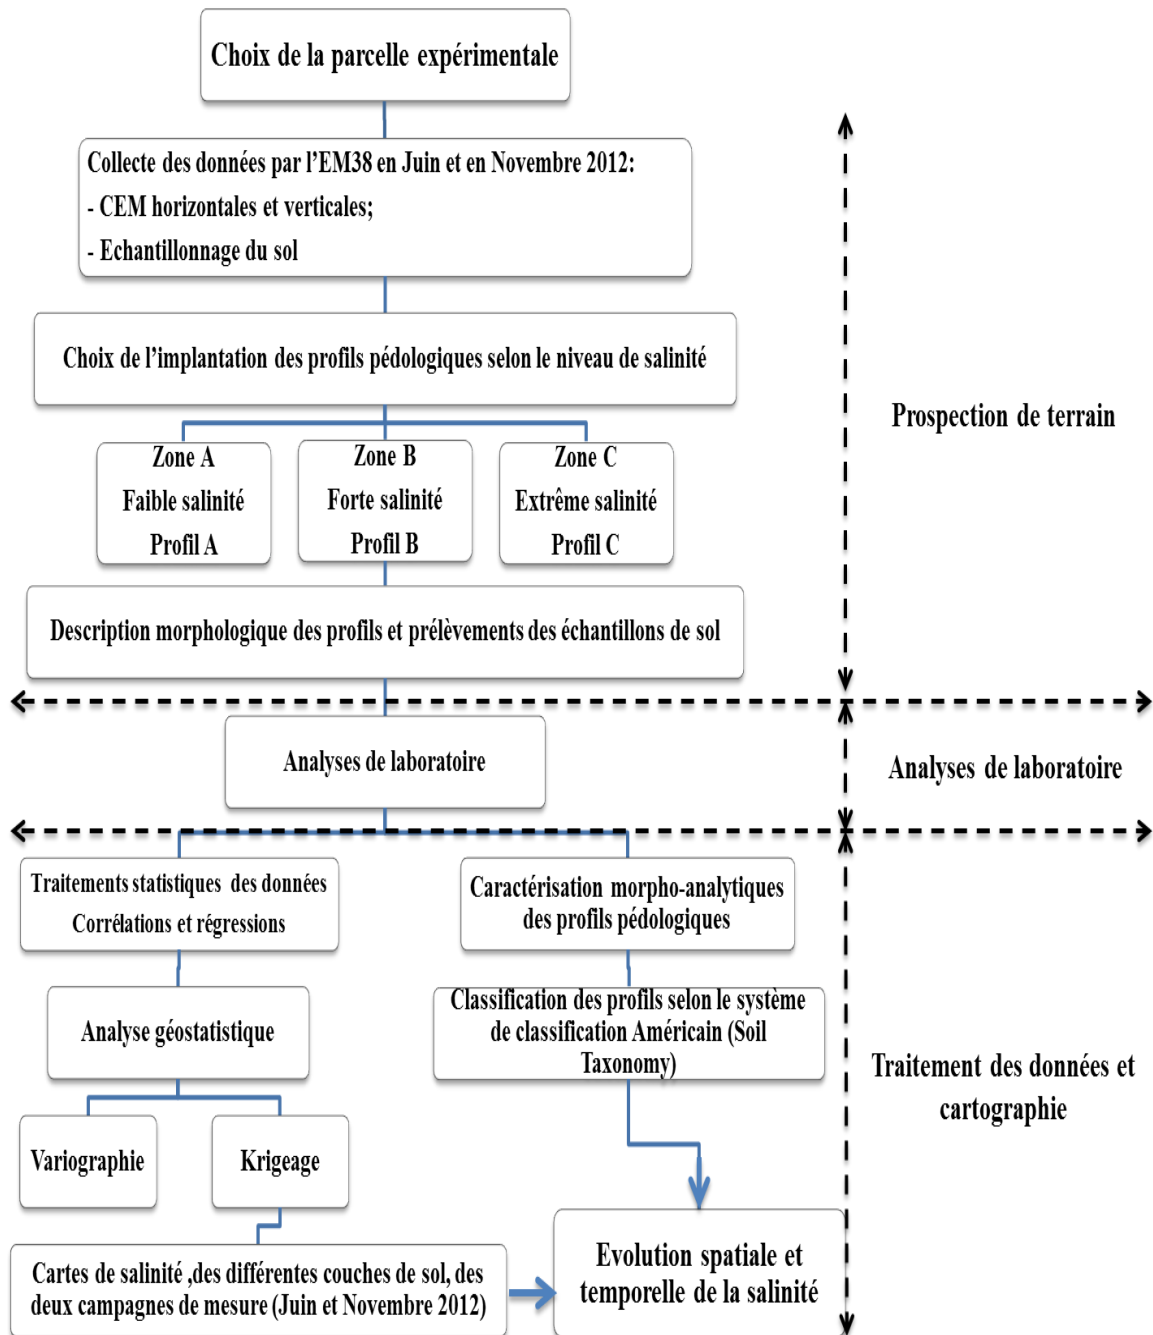 Choix de la parcelle expérimentale
Collecte des données par l'EM38 en Juin et en Novembre 2012:
- CEM horizontales et verticales;
- Echantillonnage du sol
Choix de l'implantation des profils pédologiques selon le niveau de salinité
Zone A
Faible salinité
Profil A
Zone B
Forte salinité
Profil B
Zone C
Extrême salinité
Profil C
Description morphologique des profils et prélèvements des échantillons de sol
Prospection de terrain
Analyses de laboratoire
Analyses de laboratoire
Traitements statistiques des données
Corrélations et régressions
Caractérisation morpho-analytiques
des profils pédologiques
Analyse géostatistique
Classification des profils selon le système
de classification Américain (Soil
Taxonomy)
Traitement des données et
cartographie
Variographie
Krigeage
Cartes de salinité ,des différentes couches de sol, des
deux campagnes de mesure (Juin et Novembre 2012)
Evolution spatiale et
temporelle de la salinité